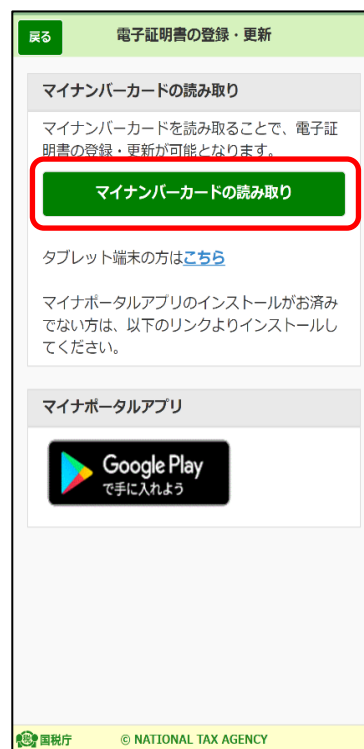 戻る
電子証明書の登録・更新
マイナンバーカードの読み取り
マイナンバーカードを読み取ることで、電子証
明書の登録・更新が可能となります。
マイナンバーカードの読み取り
タブレット端末の方はこちら
マイナポータルアプリのインストールがお済み
でない方は、以下のリンクよりインストールし
てください。
マイナポータルアプリ
Google Play
で手に入れよう
税 国税庁
© NATIONAL TAX AGENCY